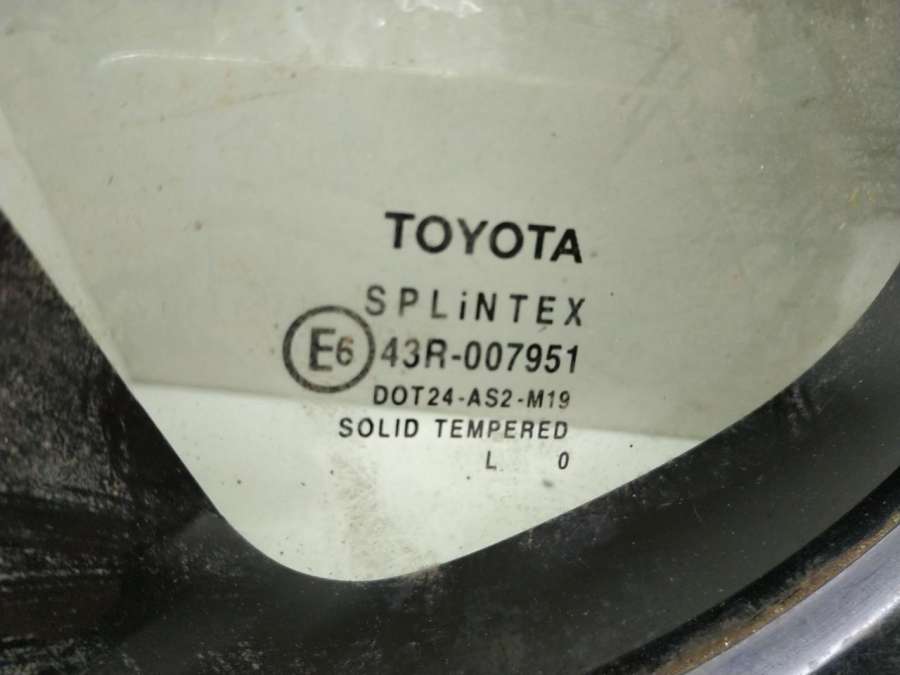 TOYOTA
SPLiNTEX
E6 43R-007951
DOT24-AS2-M19
SOLID TEMPERED
L 0